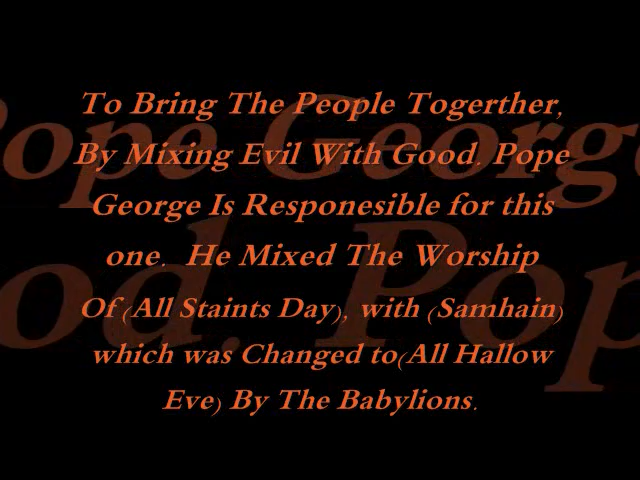 To Bring The People Togerther,
By Mixing Evil With Good. Pope
George Is Responesible for this
one. He Mixed The Worship
Of (All Staints Day), with (Samhain)
which was Changed to(All Hallow
Eve) By The Babylions.
Pope George
ood. Pop